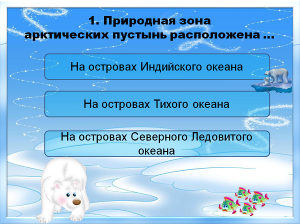 1. Природная зона
арктических пустынь расположена ...
На островах Индийского океана
На островах Тихого океана
На островах Северного Ледовитого
океана